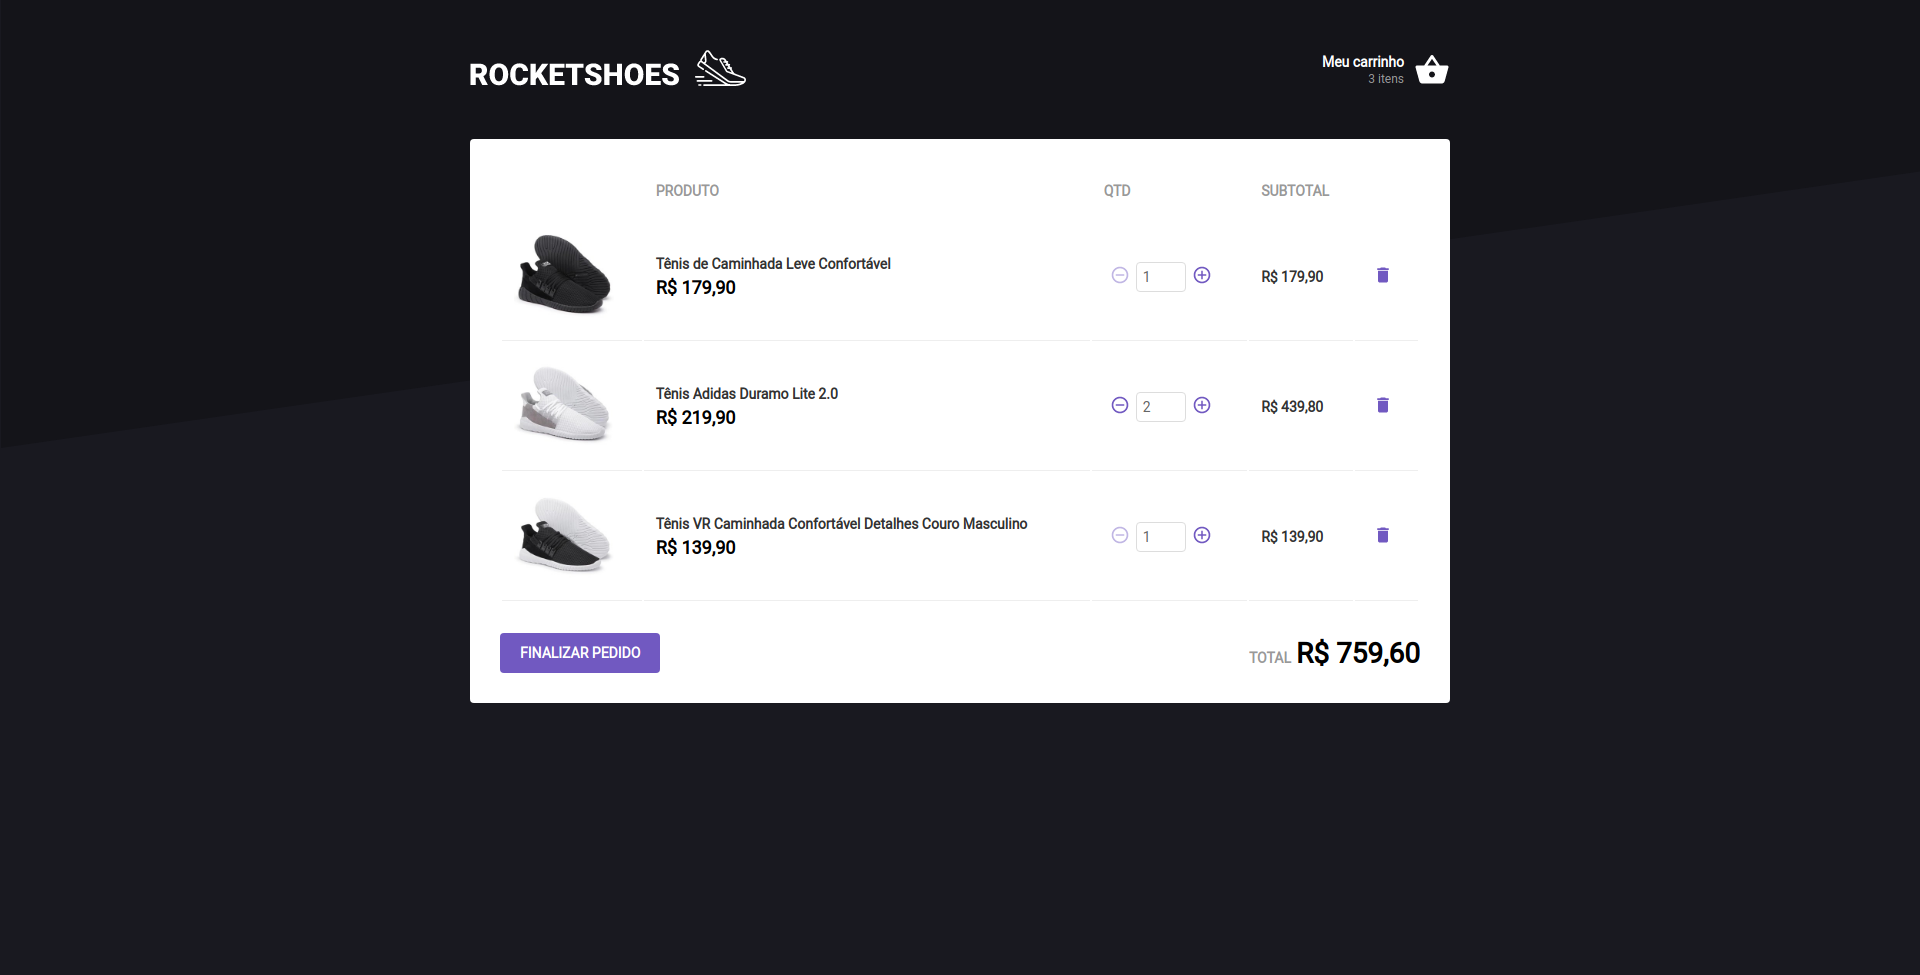 ROCKETSHOES
Meu carrinho
3 itens
PRODUTO QTD SUBTOTAL
Tênis de Caminhada Leve Confortável
R$ 179,90
1
R$ 179,90
Tênis Adidas Duramo Lite 2.0
R$ 219,90
2
R$ 439,80
Tênis VR Caminhada Confortável Detalhes Couro Masculino
R$ 139,90
1
R$ 139,90
FINALIZAR PEDIDO
TOTAL R$ 759,60